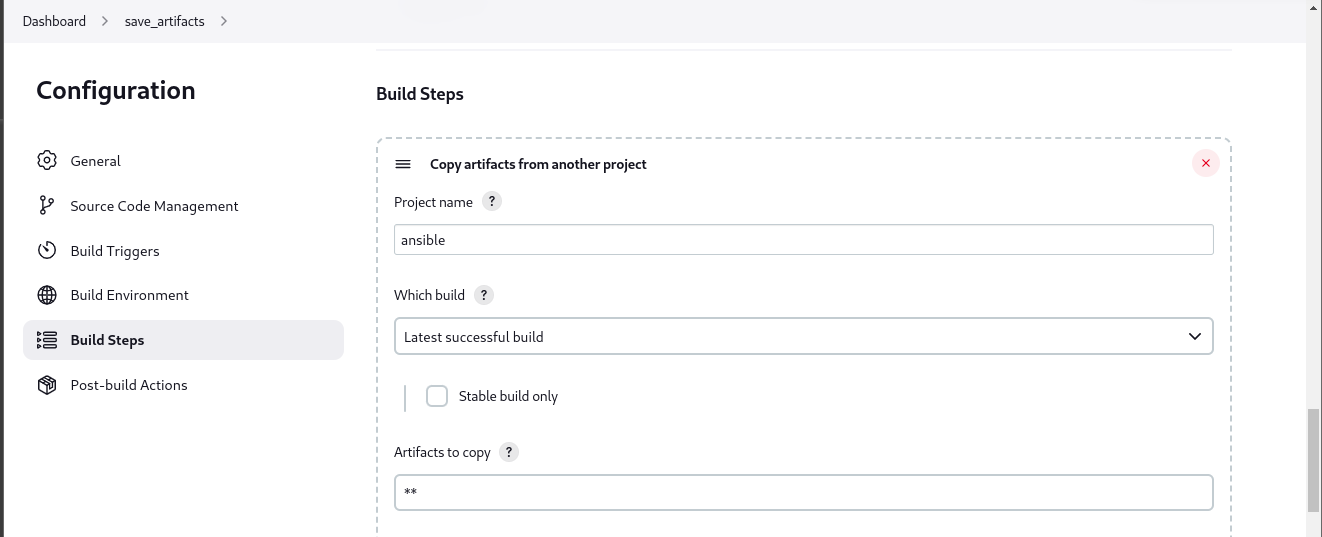 Dashboard > save_artifacts >
Configuration
General
Source Code Management
Build Triggers
Build Environment
Build Steps
Post-build Actions
Build Steps
Copy artifacts from another project
Project name ?
ansible
Which build ?
Latest successful build
Stable build only
Artifacts to copy ?
**